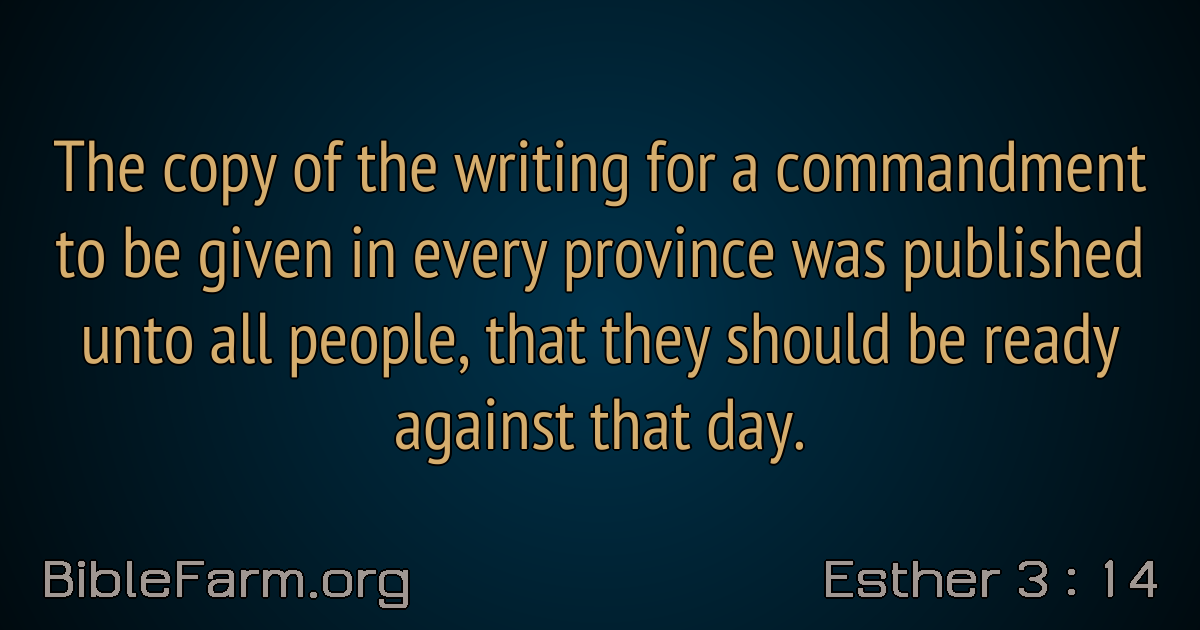 The copy of the writing for a commandment
to be given in every province was published
unto all people, that they should be ready
against that day.
BibleFarm.org
Esther 3 : 14